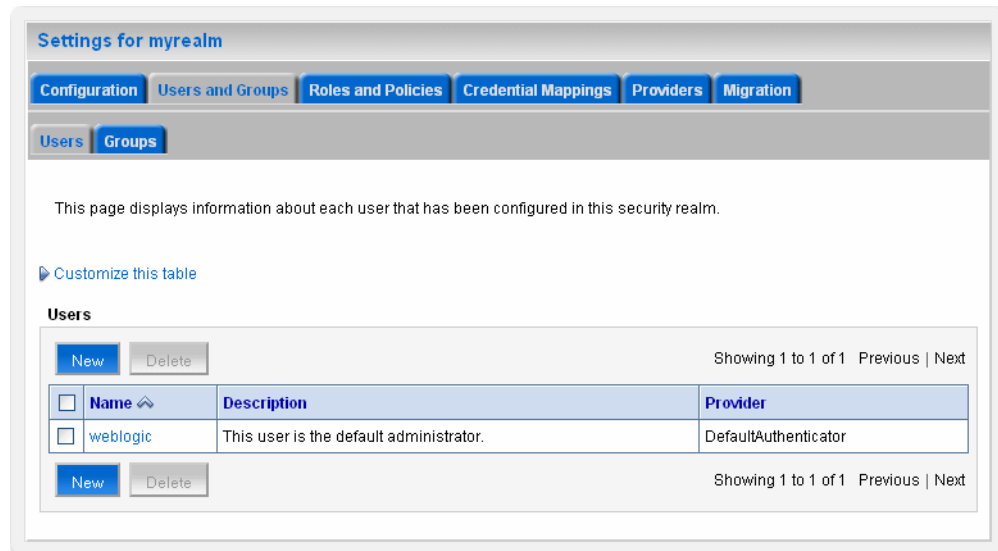 Settings for myrealm
Configuration Users and Groups Roles and Policies Credential Mappings Providers Migration
Users Groups
This page displays information about each user that has been configured in this security realm.
Customize this table
Users
New Delete Showing 1 to 1 of 1 Previous | Next
Name Description Provider
weblogic This user is the default administrator. DefaultAuthenticator
New Delete Showing 1 to 1 of 1 Previous | Next